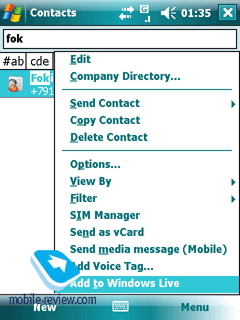 Contacts G 01:35
fok
#ab cde
Fok
+791
Edit
Company Directory...
Send Contact
Copy Contact
Delete Contact
Options...
View By
Filter
SIM Manager
Send as vCard
Send media message (Mobile)
Add Voice Tag...
Add to Windows Live
mobile-review.com
New Menu